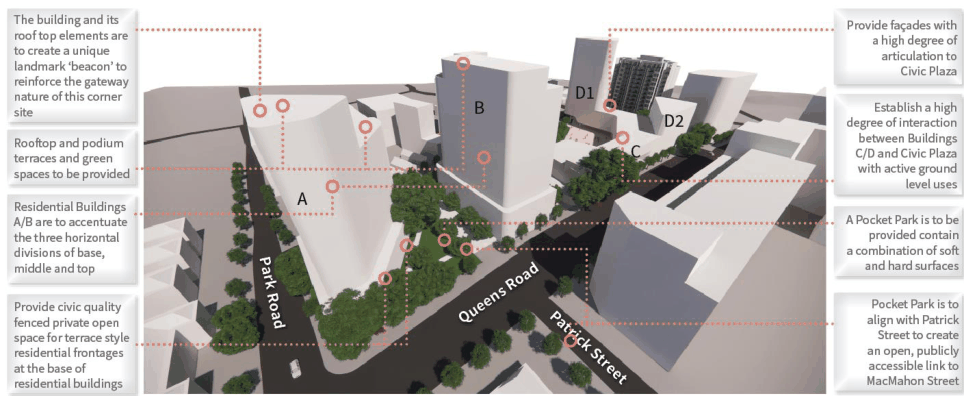 The building and its
roof top elements are
to create a unique
landmark ‘beacon’ to
reinforce the gateway
nature of this corner
site
Rooftop and podium
terraces and green
spaces to be provided
Residential Buildings
A/B are to accentuate
the three horizontal
divisions of base,
middle and top
Provide civic quality
fenced private open
space for terrace style
residential frontages
at the base of
residential buildings
A
B
D1
D2
C
Park Road
Queens Road
Patrick Street
Provide façades with
a high degree of
articulation to
Civic Plaza
Establish a high
degree of interaction
between Buildings
C/D and Civic Plaza
with active ground
level uses
A Pocket Park is to be
provided contain
a combination of soft
and hard surfaces
Pocket Park is to
align with Patrick
Street to create
an open, publicly
accessible link to
MacMahon Street